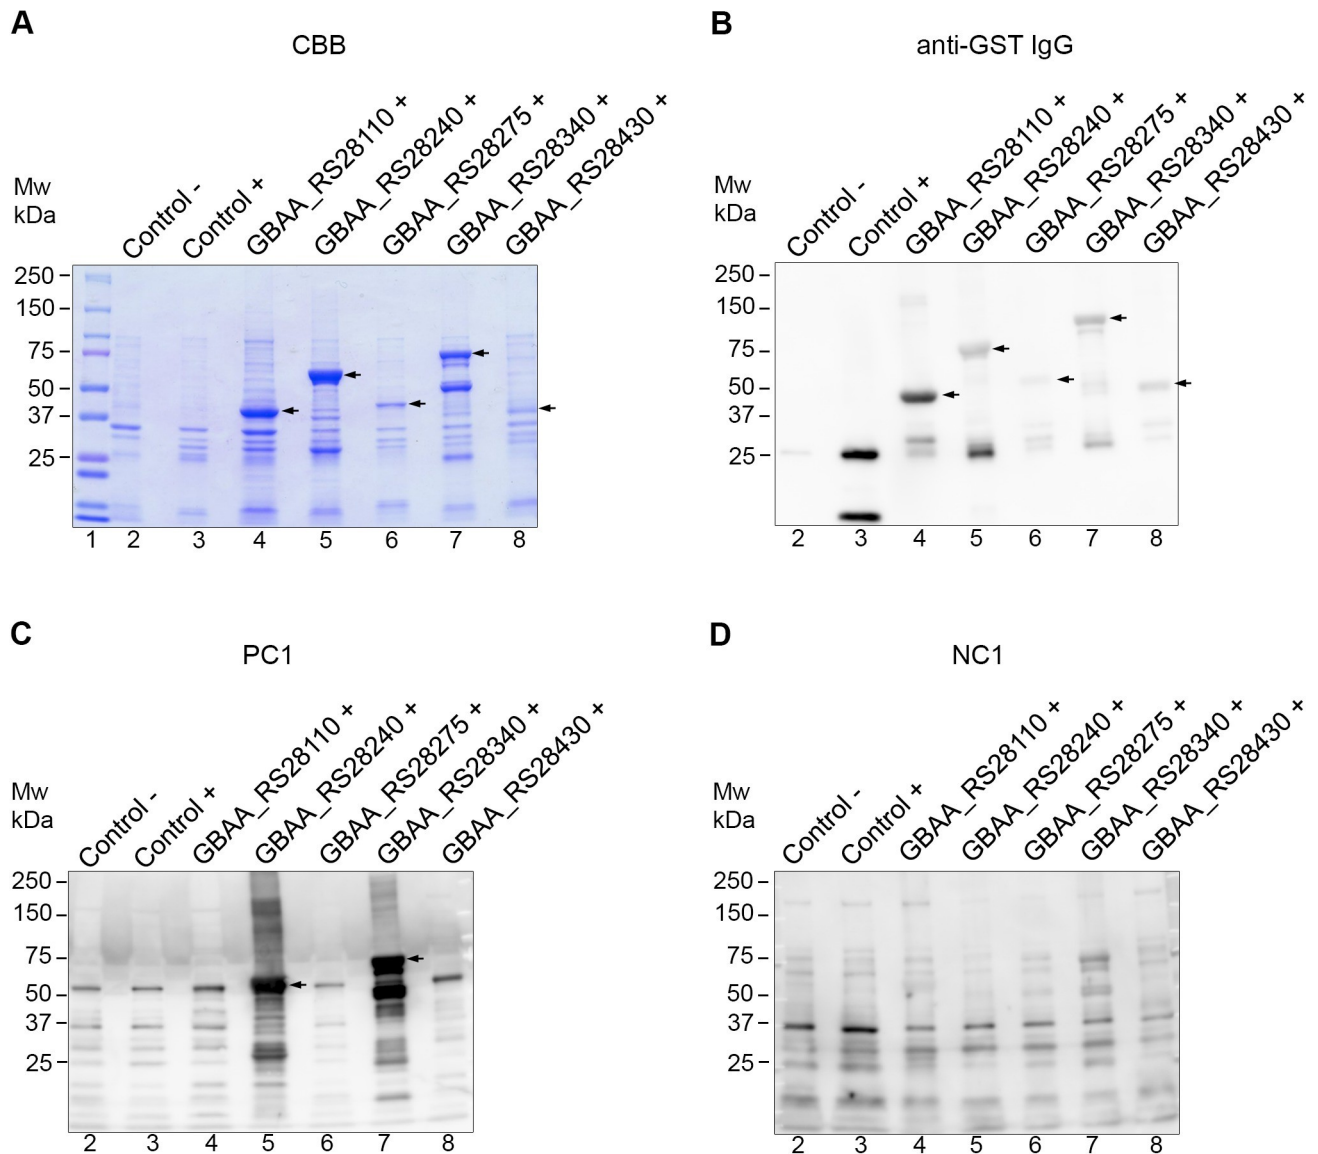 A
CBB
Mw
kDa
Control -
Control +
GBAA_RS28110 +
GBAA_RS28240 +
GBAA_RS28275 +
GBAA_RS28340 +
GBAA_RS28430 +
250
150
75
50
37
25
1 2 3 4 5 6 7 8
B
anti-GST IgG
Mw
kDa
Control -
Control +
GBAA_RS28110 +
GBAA_RS28240 +
GBAA_RS28275 +
GBAA_RS28340 +
GBAA_RS28430 +
250
150
75
50
37
25
2 3 4 5 6 7 8
C
PC1
Mw
kDa
Control -
Control +
GBAA_RS28110 +
GBAA_RS28240 +
GBAA_RS28275 +
GBAA_RS28340 +
GBAA_RS28430 +
250
150
75
50
37
25
2 3 4 5 6 7 8
D
NC1
Mw
kDa
Control -
Control +
GBAA_RS28110 +
GBAA_RS28240 +
GBAA_RS28275 +
GBAA_RS28340 +
GBAA_RS28430 +
250
150
75
50
37
25
2 3 4 5 6 7 8